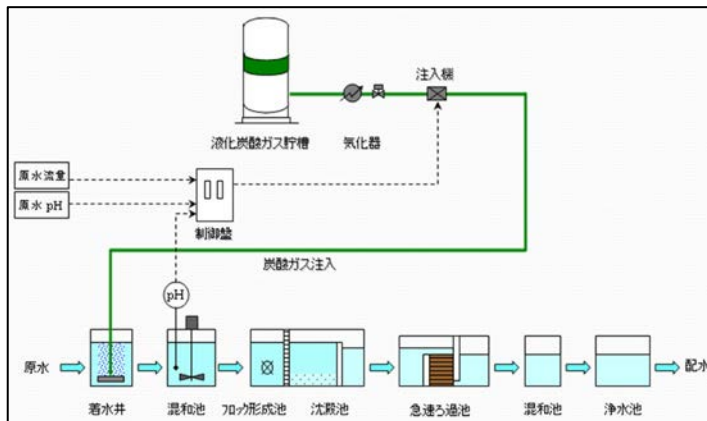 注入機
液化炭酸ガス貯槽
気化器
原水流量
原水 pH
制御盤
炭酸ガス注入
pH
原水
配水
着水井
混和池
フロック形成池
沈殿池
急速ろ過池
混和池
浄水池